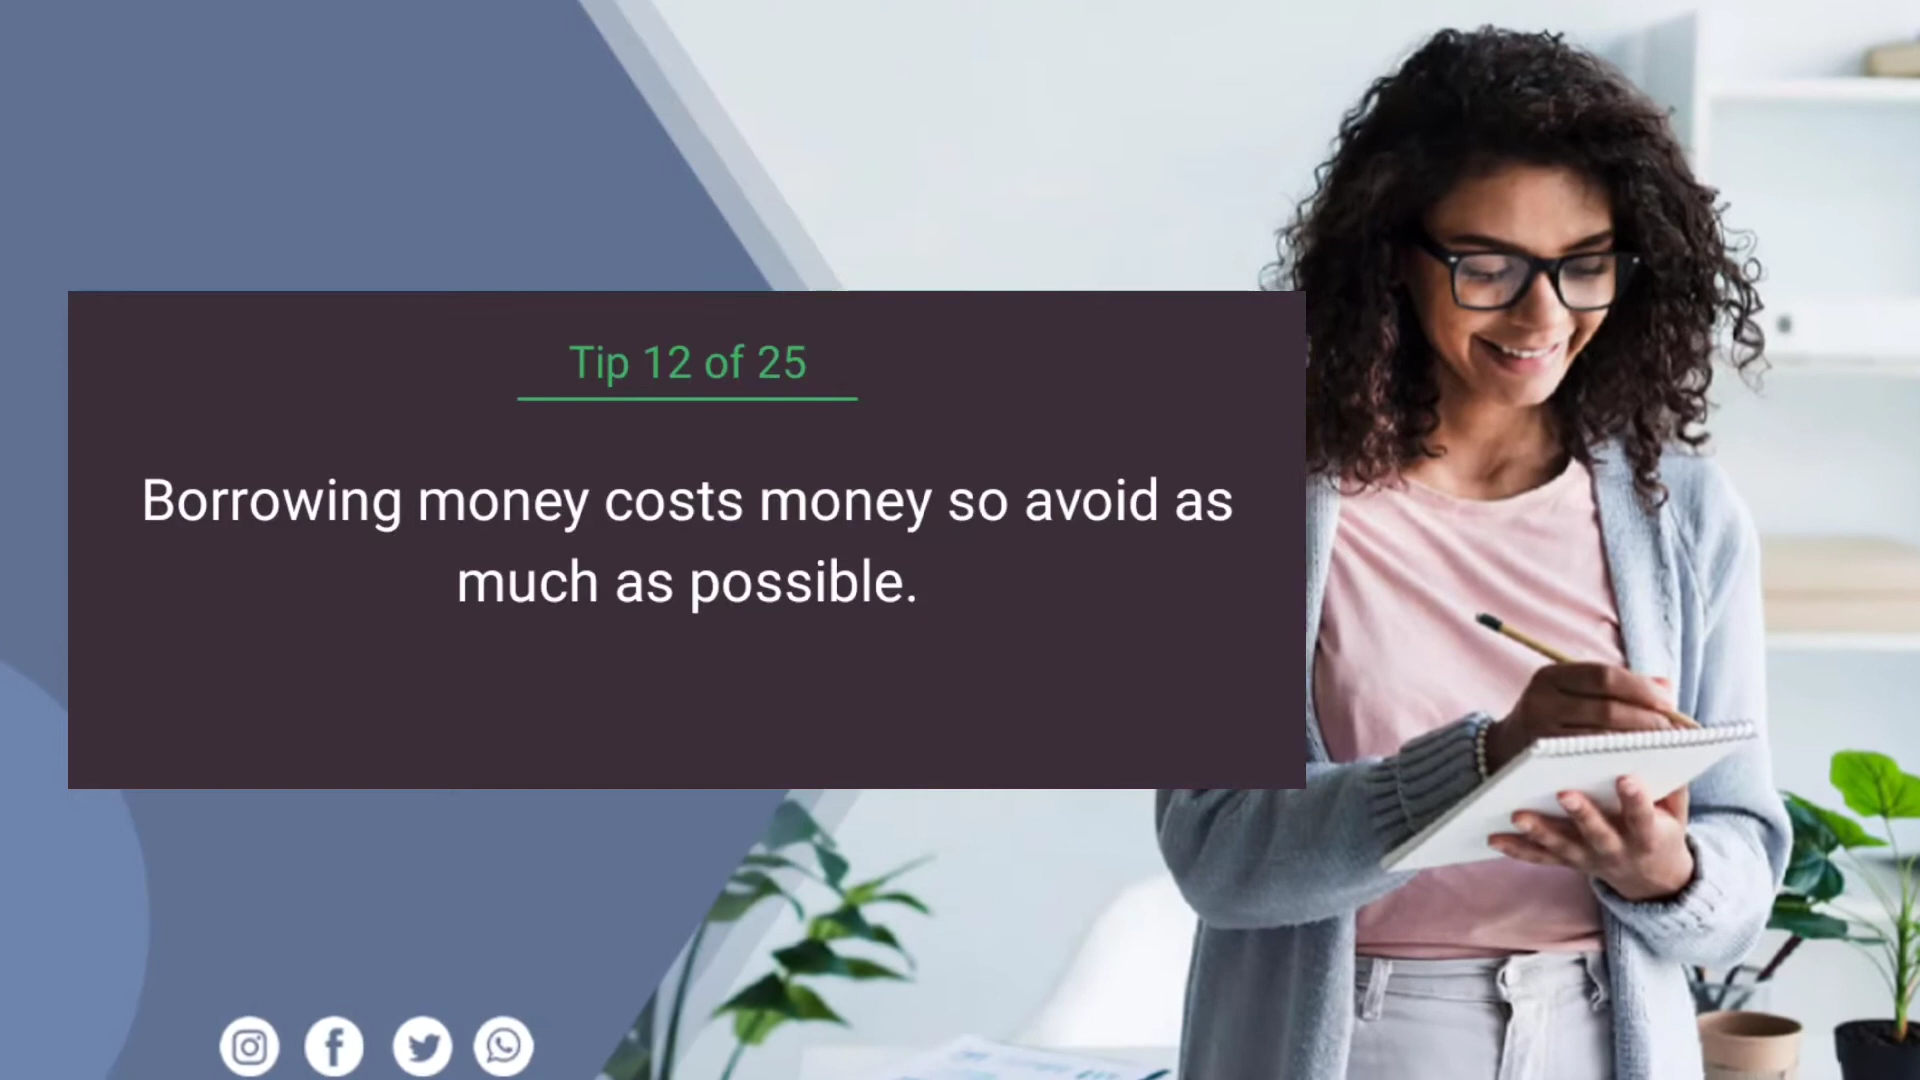 Tip 12 of 25
Borrowing money costs money so avoid as
much as possible.